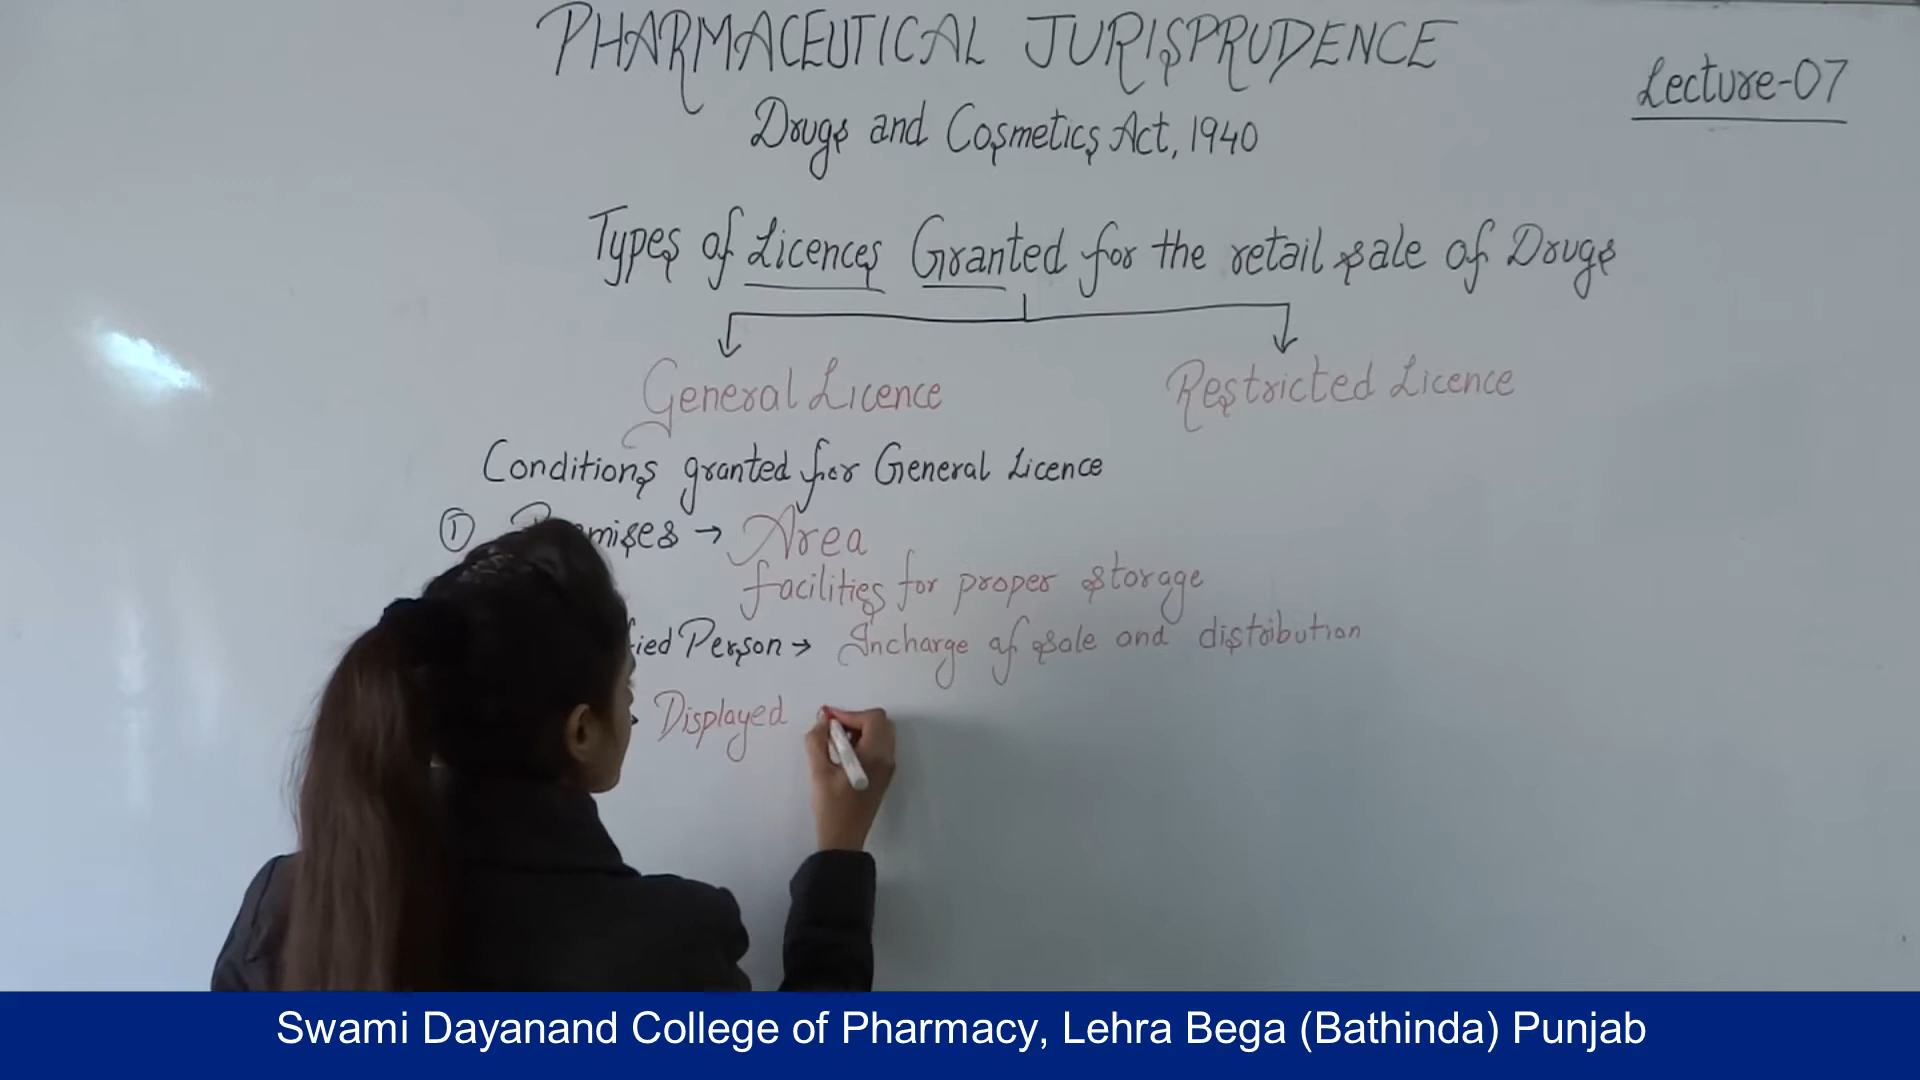 PHARMACEUTICAL JURISPRUDENCE
Lecture-07
Drugs and Cosmetics Act, 1940
Types of Licences Granted for the retail sale of Drugs
General Licence
Restricted Licence
Conditions granted for General Licence
① → Area
facilities for proper storage
Person → Incharge of sale and distribution
Displayed
Swami Dayanand College of Pharmacy, Lehra Bega (Bathinda) Punjab